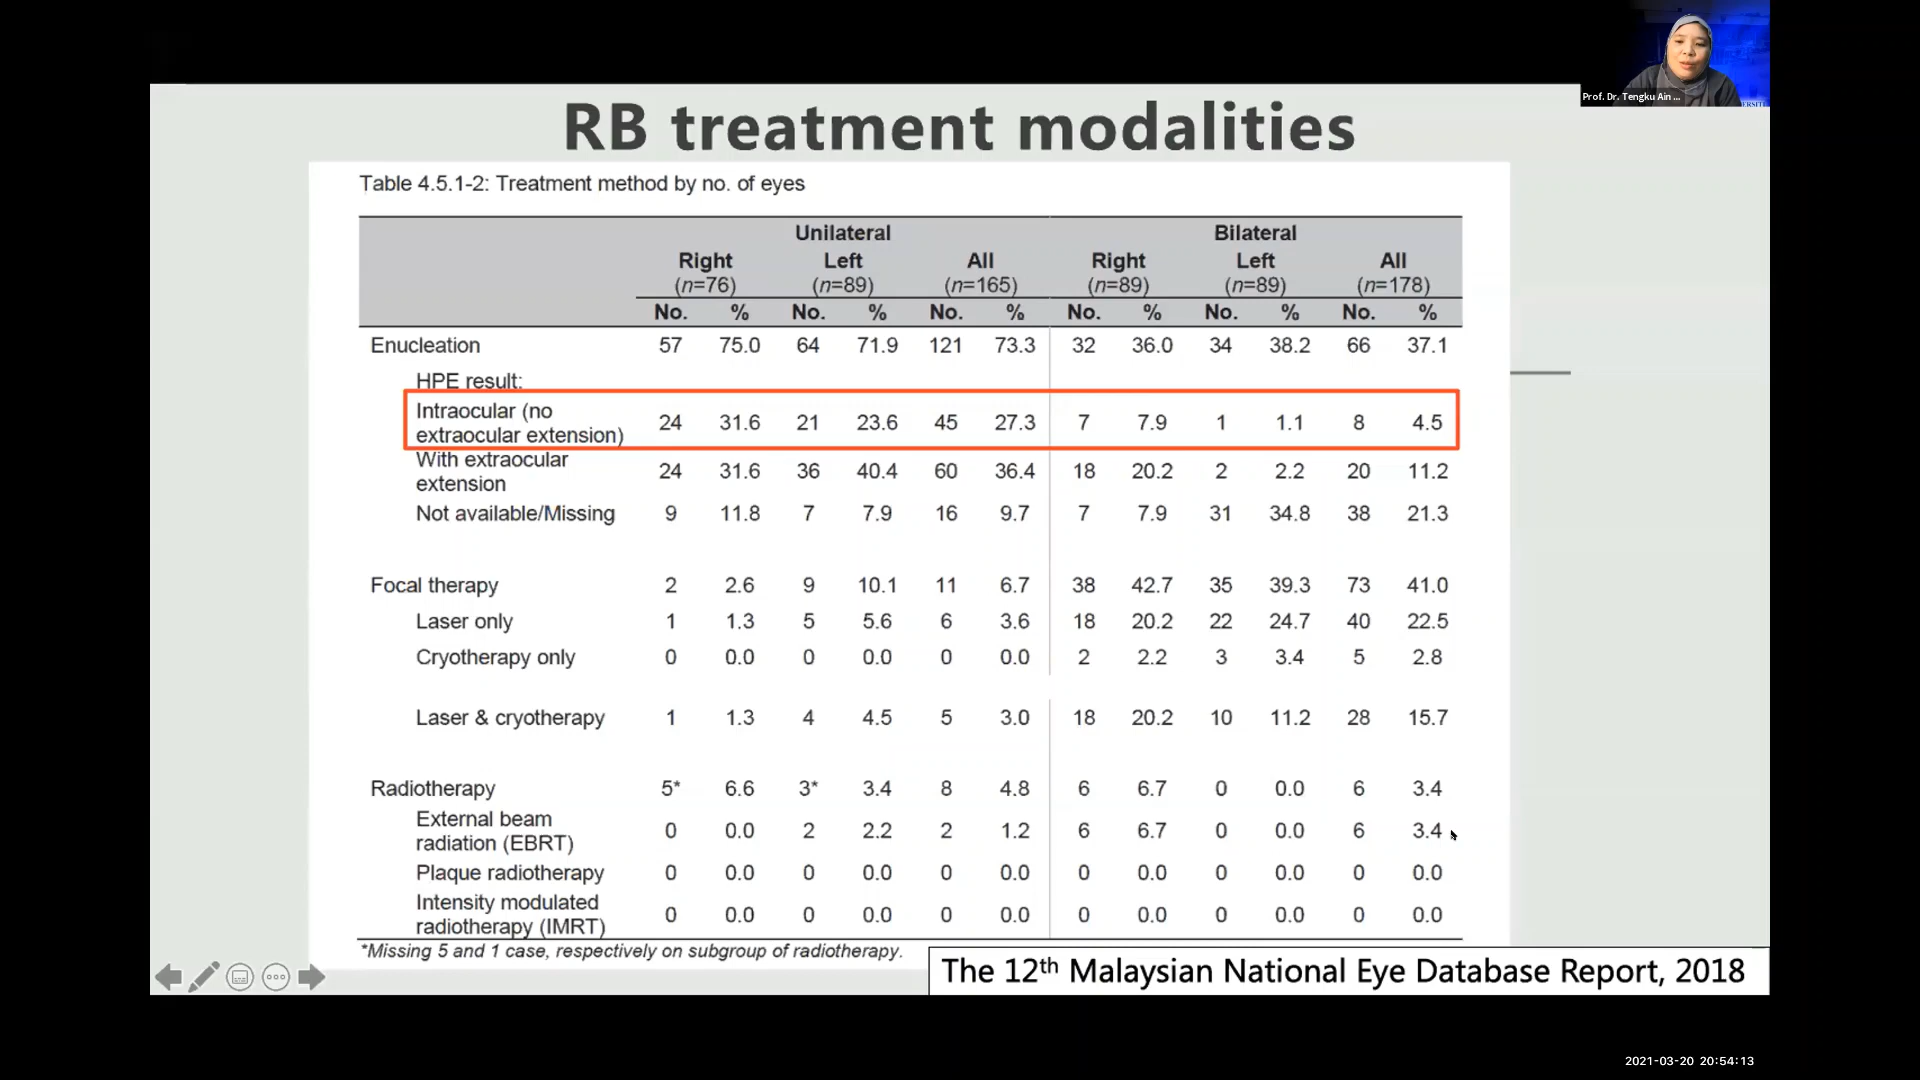 Prof. Dr. Tengku Ain ...
RB treatment modalities
Table 4.5.1-2: Treatment method by no. of eyes
Unilateral Bilateral
Right Left All Right Left All
(n=76) (n=89) (n=165) (n=89) (n=89) (n=178)
No. % No. % No. % No. % No. % No. %
Enucleation 57 75.0 64 71.9 121 73.3 32 36.0 34 38.2 66 37.1
HPE result:
Intraocular (no
extraocular extension) 24 31.6 21 23.6 45 27.3 7 7.9 1 1.1 8 4.5
With extraocular
extension 24 31.6 36 40.4 60 36.4 18 20.2 2 2.2 20 11.2
Not available/Missing 9 11.8 7 7.9 16 9.7 7 7.9 31 34.8 38 21.3
Focal therapy 2 2.6 9 10.1 11 6.7 38 42.7 35 39.3 73 41.0
Laser only 1 1.3 5 5.6 6 3.6 18 20.2 22 24.7 40 22.5
Cryotherapy only 0 0.0 0 0.0 0 0.0 2 2.2 3 3.4 5 2.8
Laser & cryotherapy 1 1.3 4 4.5 5 3.0 18 20.2 10 11.2 28 15.7
Radiotherapy 5* 6.6 3* 3.4 8 4.8 6 6.7 0 0.0 6 3.4
External beam
radiation (EBRT) 0 0.0 2 2.2 2 1.2 6 6.7 0 0.0 6 3.4
Plaque radiotherapy 0 0.0 0 0.0 0 0.0 0 0.0 0 0.0 0 0.0
Intensity modulated
radiotherapy (IMRT) 0 0.0 0 0.0 0 0.0 0 0.0 0 0.0 0 0.0
*Missing 5 and 1 case, respectively on subgroup of radiotherapy.
The 12th Malaysian National Eye Database Report, 2018
2021-03-20 20:54:13